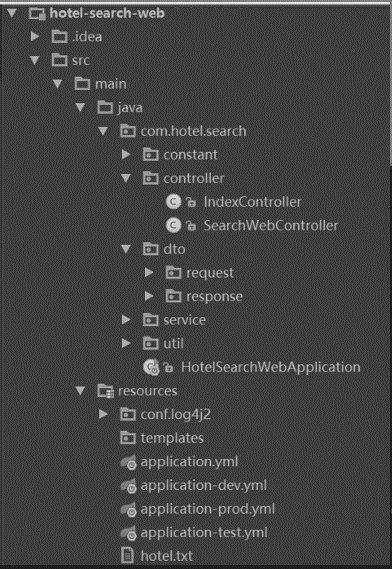 hotel-search-web
.idea
src
main
java
com.hotel.search
constant
controller
IndexController
SearchWebController
dto
request
response
service
util
HotelSearchWebApplication
resources
conf.log4j2
templates
application.yml
application-dev.yml
application-prod.yml
application-test.yml
hotel.txt